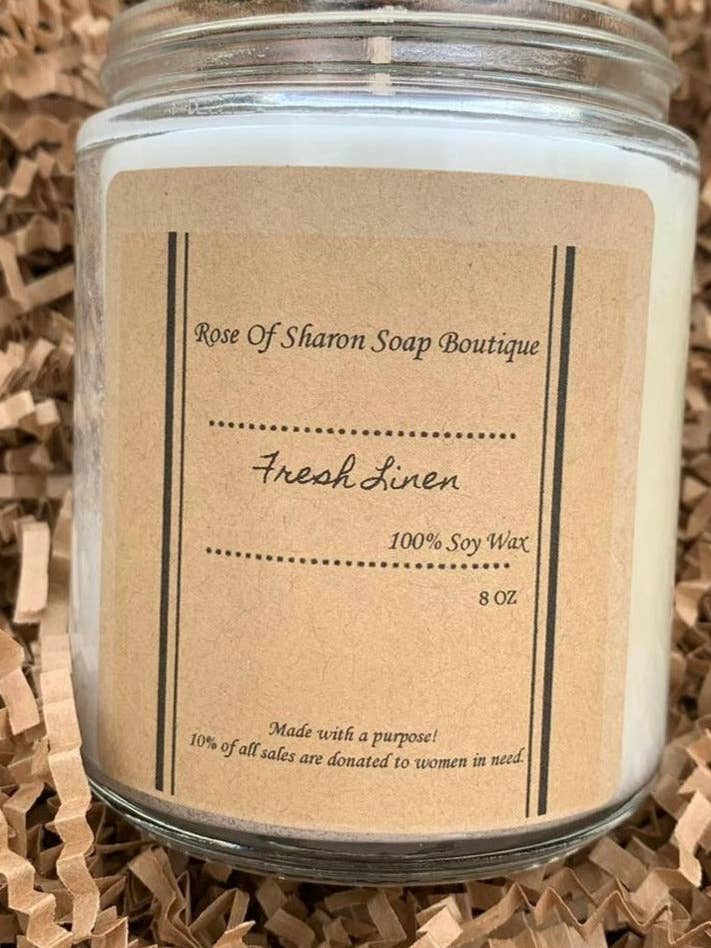 Rose Of Sharon Soap Boutique
Fresh Linen
100% Soy Wax
8 OZ
Made with a purpose!
10% of all sales are donated to women in need.